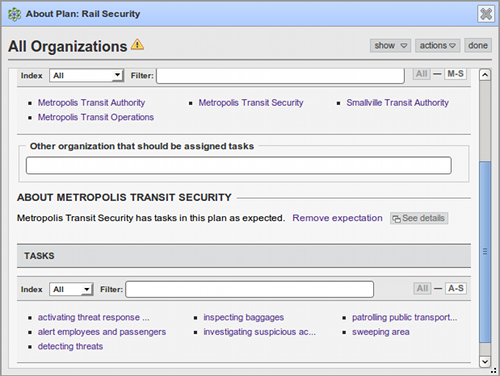 About Plan: Rail Security
All Organizations show actions done
Index All Filter: All — M-S
Metropolis Transit Authority Metropolis Transit Security Smallville Transit Authority
Metropolis Transit Operations
Other organization that should be assigned tasks
ABOUT METROPOLIS TRANSIT SECURITY
Metropolis Transit Security has tasks in this plan as expected. Remove expectation See details
TASKS
Index All Filter: All — A-S
activating threat response ... inspecting baggages patrolling public transport...
alert employees and passengers investigating suspicious ac... sweeping area
detecting threats